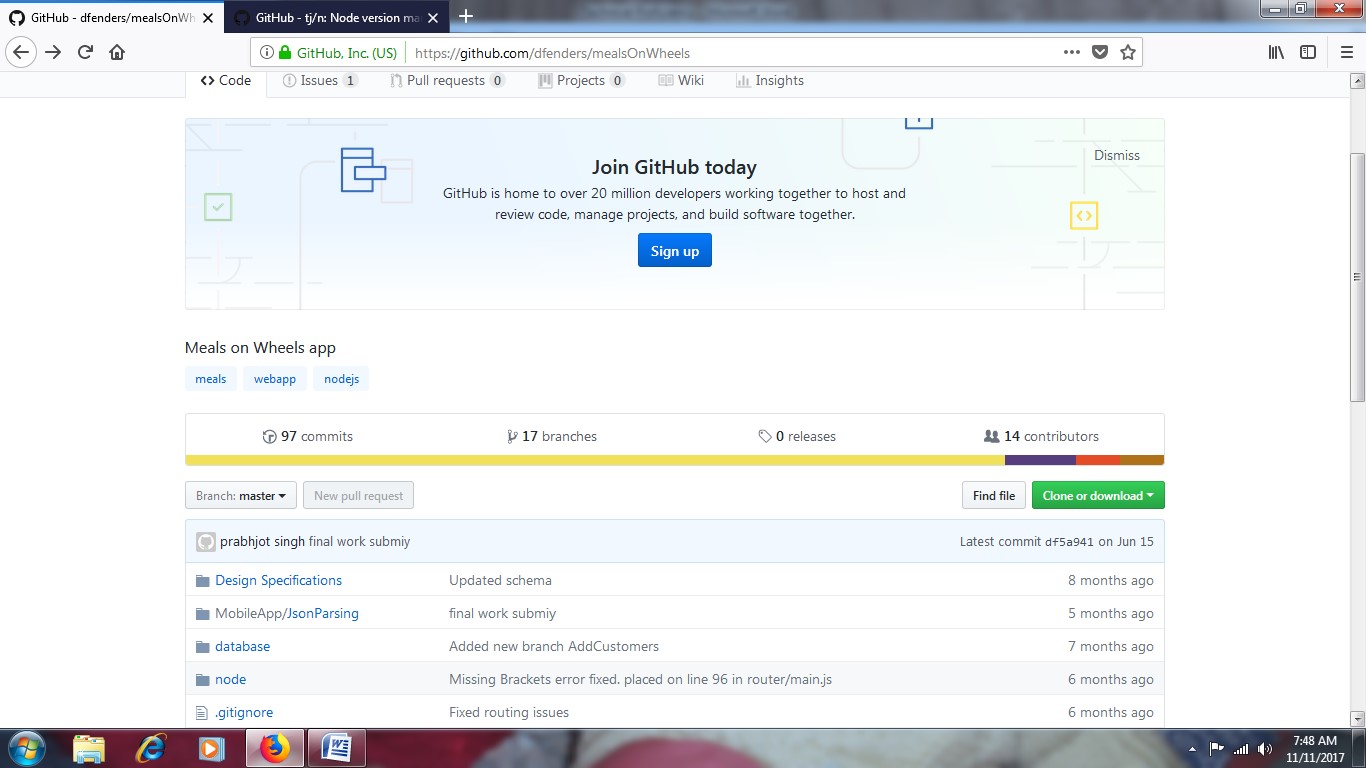 GitHub - dfenders/mealsOnWh
GitHub - tj/n: Node version ma
GitHub, Inc. (US) https://github.com/dfenders/mealsOnWheels
Code Issues 1 Pull requests 0 Projects 0 Wiki Insights
Join GitHub today
Dismiss
GitHub is home to over 20 million developers working together to host and
review code, manage projects, and build software together.
Sign up
Meals on Wheels app
meals webapp nodejs
97 commits 17 branches 0 releases 14 contributors
Branch: master New pull request Find file Clone or download
prabhjot singh final work submiy Latest commit df5a941 on Jun 15
Design Specifications Updated schema 8 months ago
MobileApp/JsonParsing final work submiy 5 months ago
database Added new branch AddCustomers 7 months ago
node Missing Brackets error fixed. placed on line 96 in router/main.js 6 months ago
.gitignore Fixed routing issues 6 months ago
7:48 AM
11/11/2017